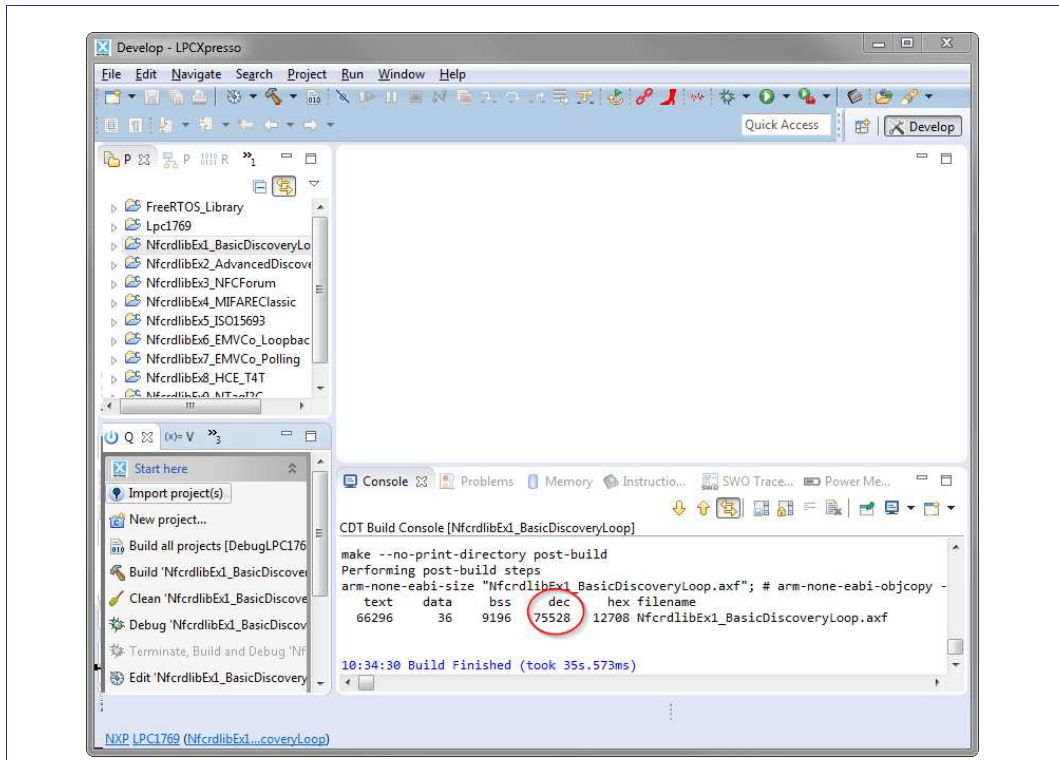 Develop - LPCXpresso
File Edit Navigate Search Project Run Window Help
Quick Access
Develop
P P R »1
FreeRTOS_Library
Lpc1769
NfcrdlibEx1_BasicDiscoveryLo
NfcrdlibEx2_AdvancedDiscove
NfcrdlibEx3_NFCForum
NfcrdlibEx4_MIFAREClassic
NfcrdlibEx5_ISO15693
NfcrdlibEx6_EMVCo_Loopbac
NfcrdlibEx7_EMVCo_Polling
NfcrdlibEx8_HCE_T4T
NfcrdlibEx9_NTagI2C
Q (x)= V »3
Start here
Import project(s)
New project...
Build all projects [DebugLPC176
Build 'NfcrdlibEx1_BasicDiscover
Clean 'NfcrdlibEx1_BasicDiscove
Debug 'NfcrdlibEx1_BasicDiscov
Terminate, Build and Debug 'Nf
Edit 'NfcrdlibEx1_BasicDiscovery
Console Problems Memory Instructio... SWO Trace... Power Me...
CDT Build Console [NfcrdlibEx1_BasicDiscoveryLoop]
make --no-print-directory post-build
Performing post-build steps
arm-none-eabi-size "NfcrdlibEx1_BasicDiscoveryLoop.axf"; # arm-none-eabi-objcopy -
text data bss dec hex filename
66296 36 9196 75528 12708 NfcrdlibEx1_BasicDiscoveryLoop.axf
10:34:30 Build Finished (took 35s.573ms)
NXP LPC1769 (NfcrdlibEx1...coveryLoop)